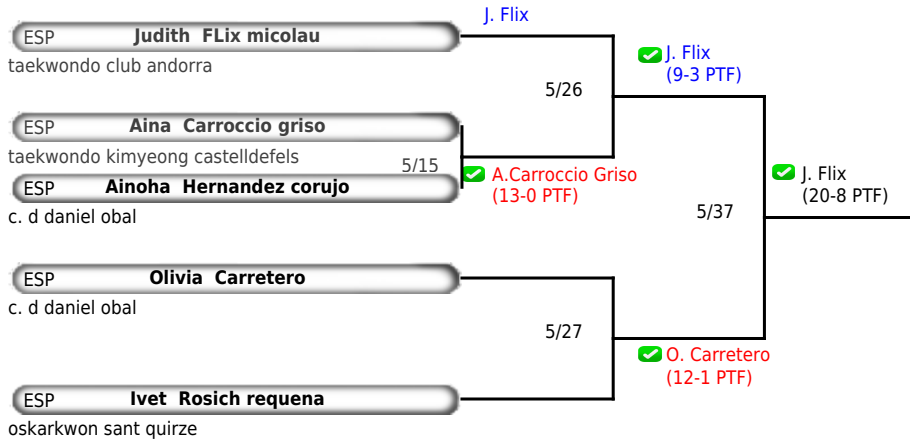 J. Flix
ESP Judith FLix micolau
taekwondo club andorra
J. Flix
(9-3 PTF)
5/26
ESP Aina Carroccio griso
taekwondo kimyeong castelldefels
5/15
A.Carroccio Griso
(13-0 PTF)
ESP Ainoha Hernandez corujo
c. d daniel obal
J. Flix
(20-8 PTF)
5/37
ESP Olivia Carretero
c. d daniel obal
5/27
O. Carretero
(12-1 PTF)
ESP Ivet Rosich requena
oskarkwon sant quirze